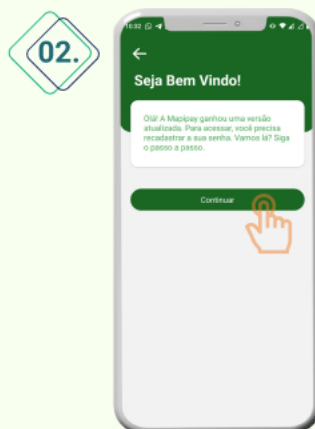 02.
Seja Bem Vindo!
Olá! A Mapipay ganhou uma versão
atualizada. Para acessar, você precisa
recadastrar a sua senha. Vamos lá? Siga
o passo a passo.
Continuar